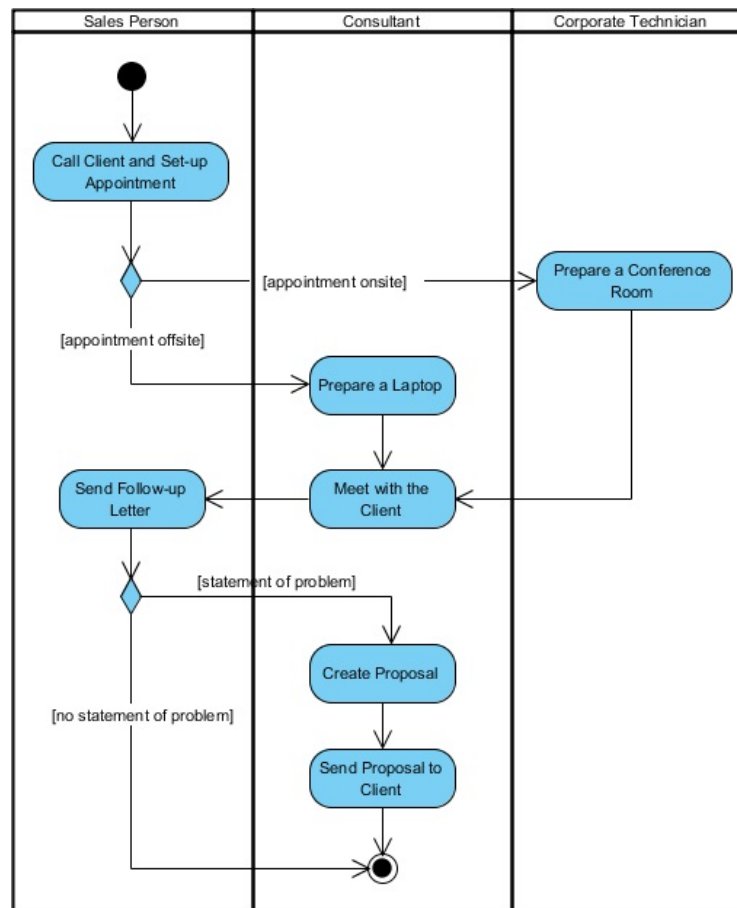 Sales Person
Consultant
Corporate Technician
Call Client and Set-up
Appointment
[appointment onsite]
Prepare a Conference
Room
[appointment offsite]
Prepare a Laptop
Send Follow-up
Letter
Meet with the
Client
[statement of problem]
Create Proposal
[no statement of problem]
Send Proposal to
Client